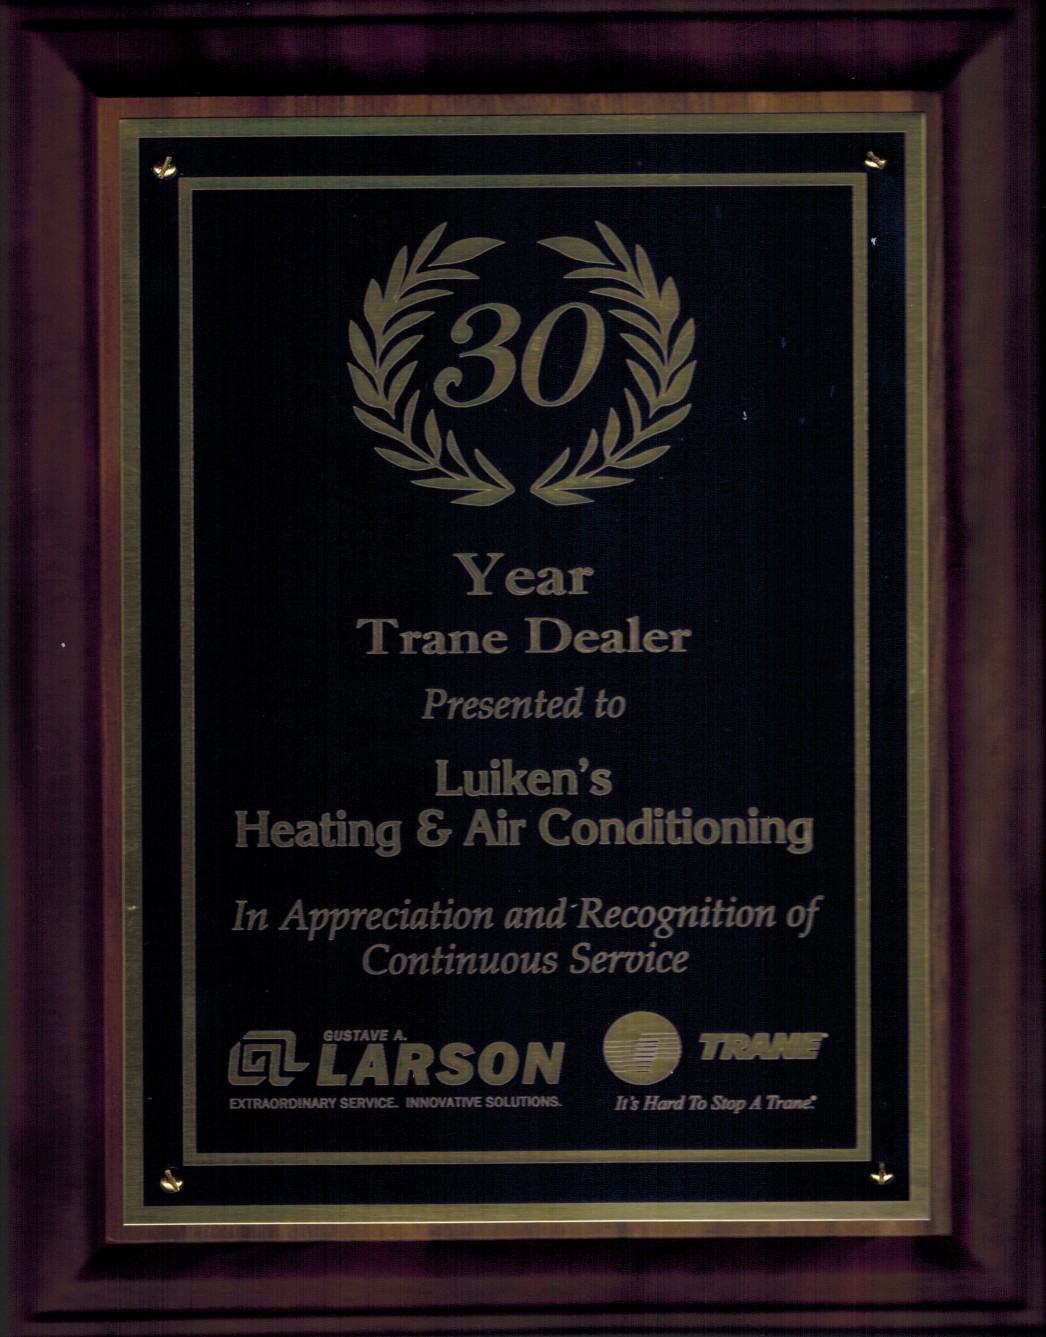 30
Year
Trane Dealer
Presented to
Luiken's
Heating & Air Conditioning
In Appreciation and Recognition of
Continuous Service
GUSTAVE A.
LARSON
EXTRAORDINARY SERVICE. INNOVATIVE SOLUTIONS.
TRANE™
It's Hard To Stop A Trane.®